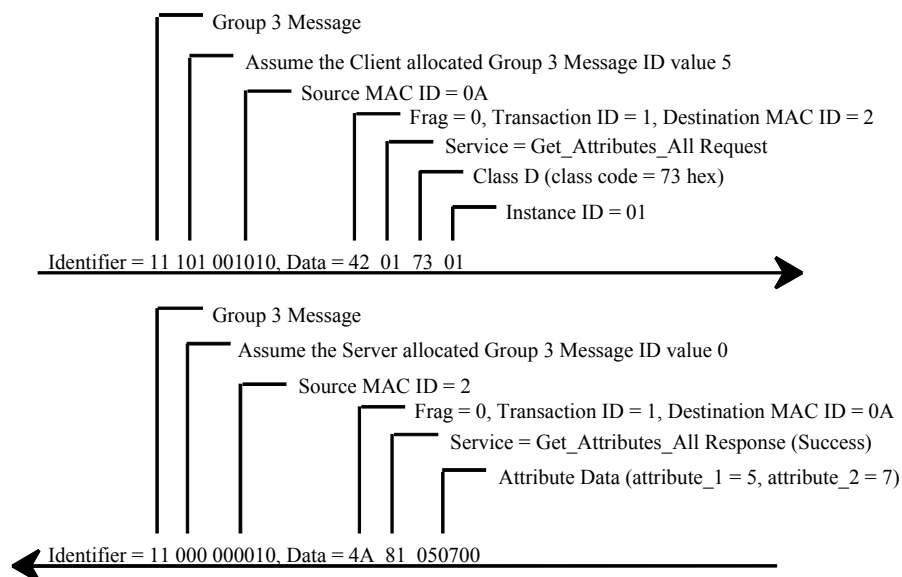 Group 3 Message
Assume the Client allocated Group 3 Message ID value 5
Source MAC ID = 0A
Frag = 0, Transaction ID = 1, Destination MAC ID = 2
Service = Get_Attributes_All Request
Class D (class code = 73 hex)
Instance ID = 01
Identifier = 11 101 001010, Data = 42 01 73 01
Group 3 Message
Assume the Server allocated Group 3 Message ID value 0
Source MAC ID = 2
Frag = 0, Transaction ID = 1, Destination MAC ID = 0A
Service = Get_Attributes_All Response (Success)
Attribute Data (attribute_1 = 5, attribute_2 = 7)
Identifier = 11 000 000010, Data = 4A 81 050700